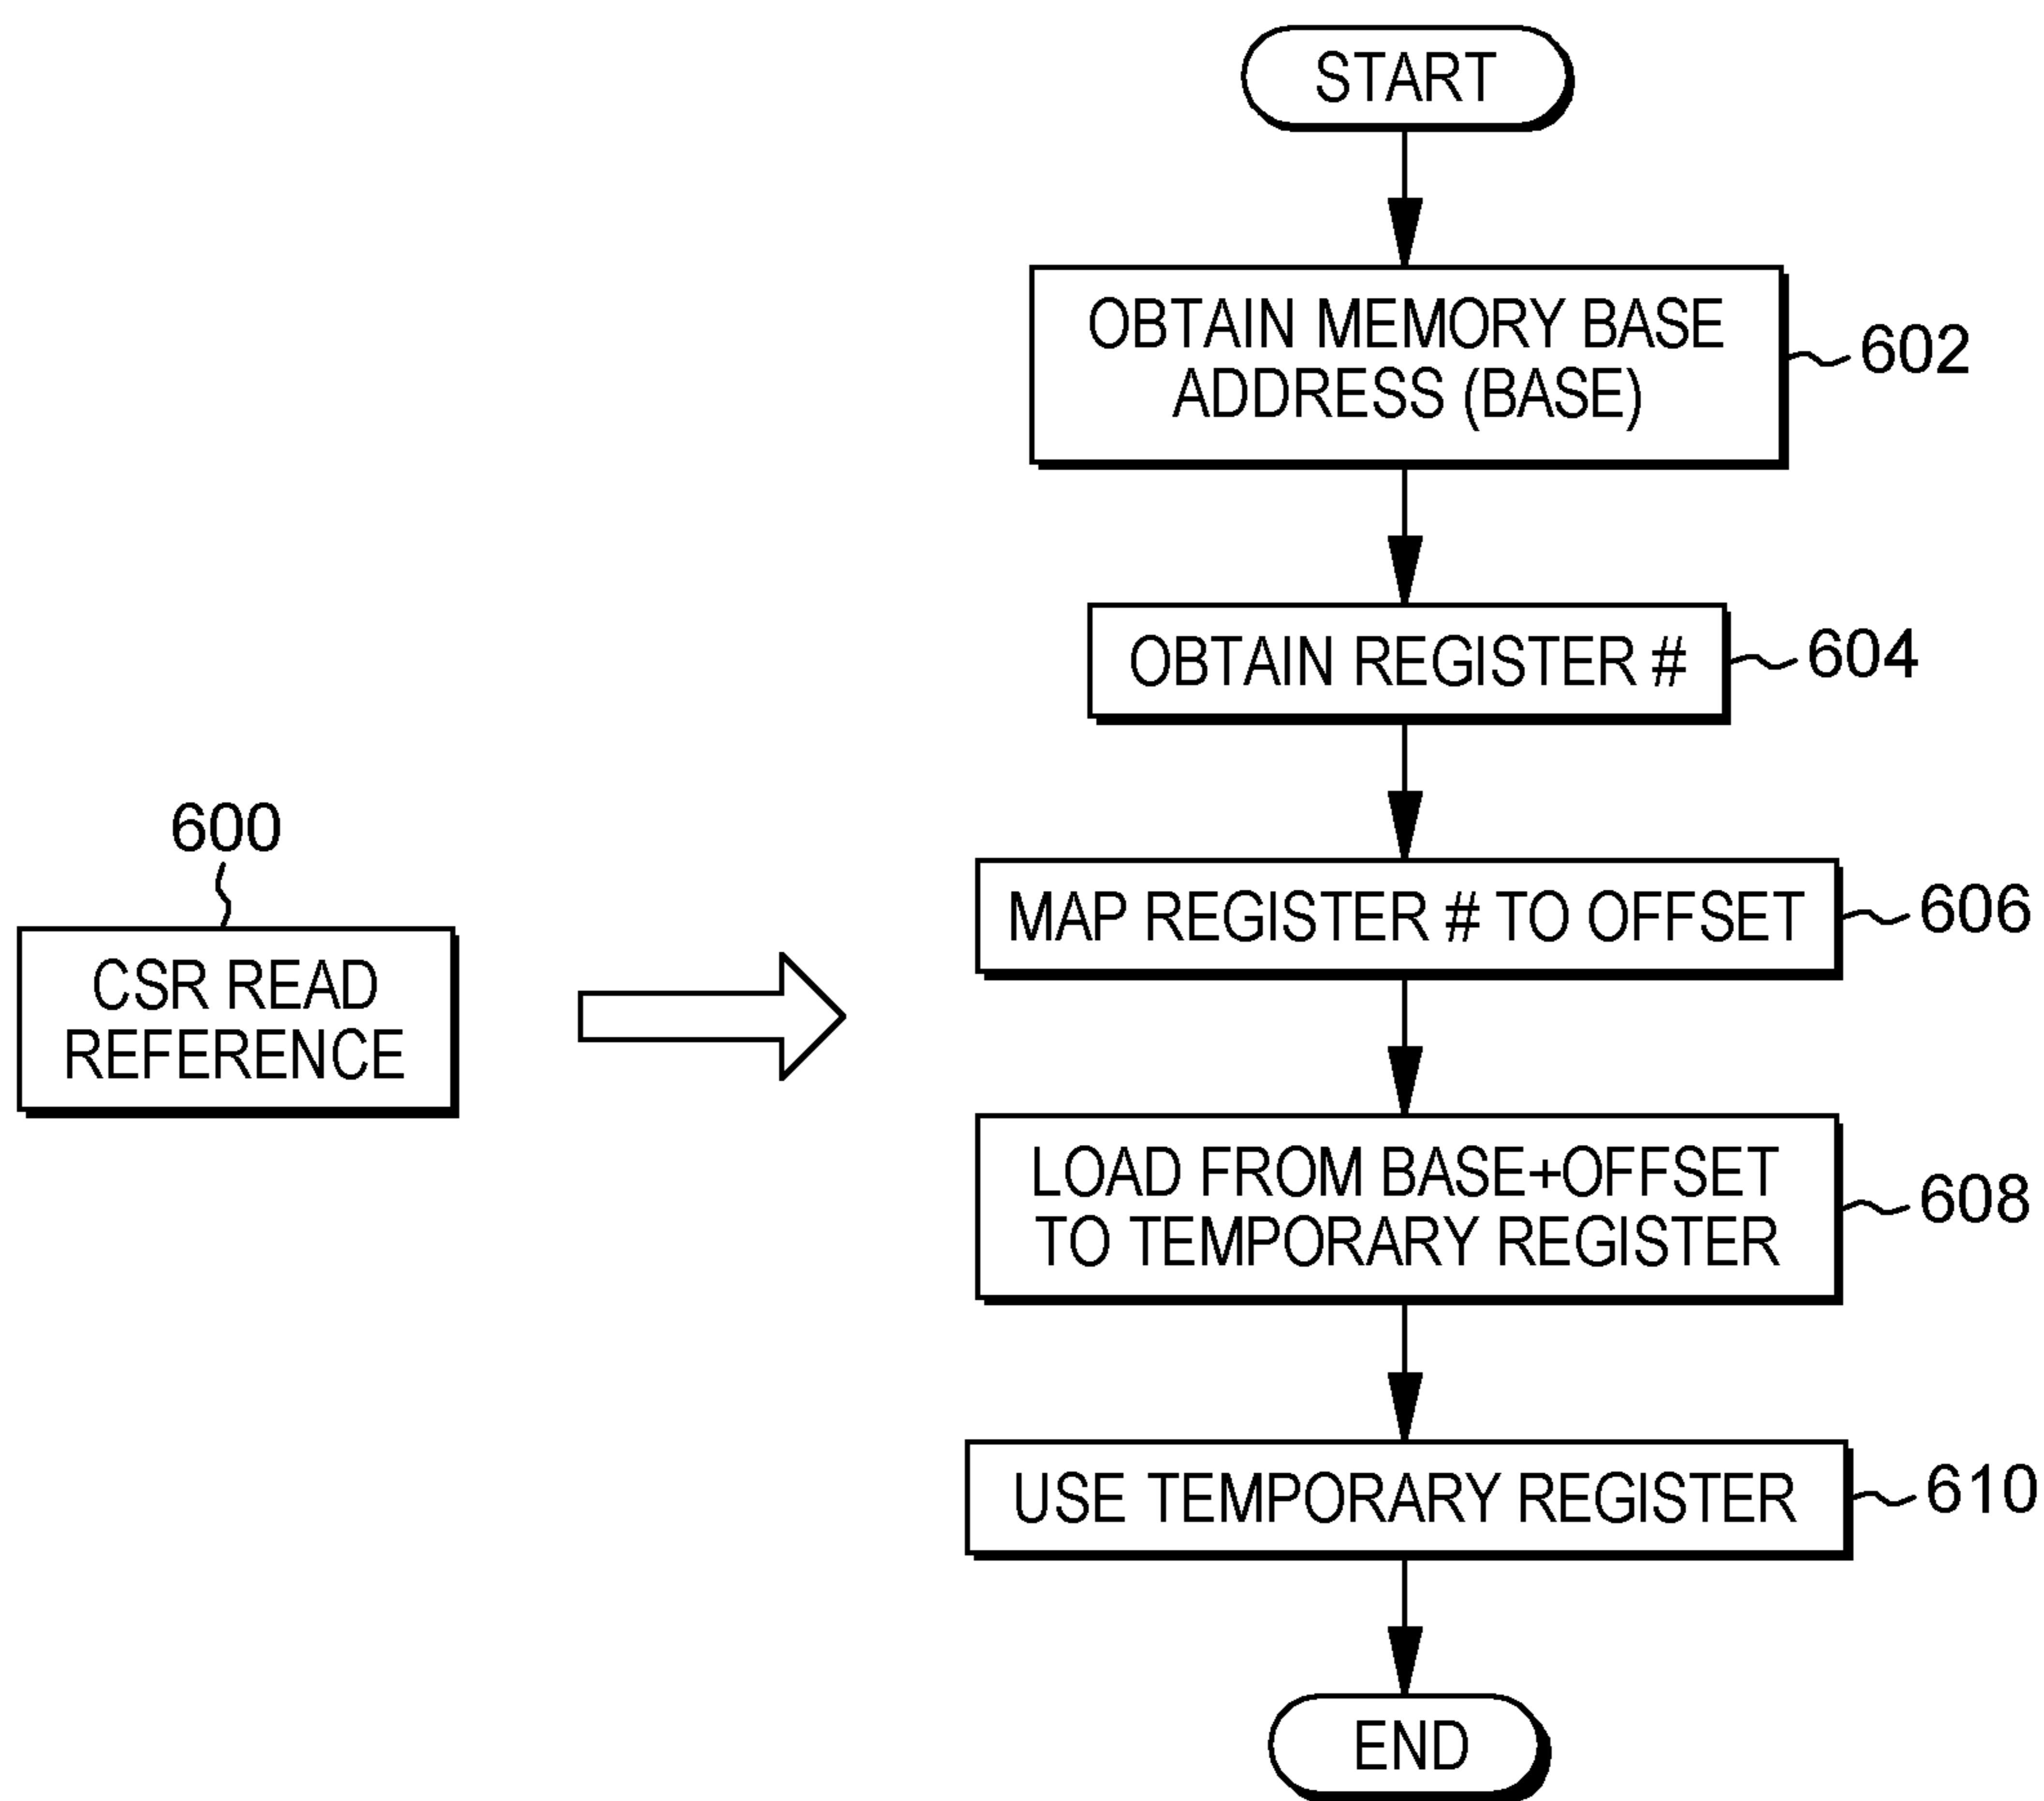 START
OBTAIN MEMORY BASE
ADDRESS (BASE)
602
OBTAIN REGISTER #
604
600
CSR READ
REFERENCE
MAP REGISTER # TO OFFSET
606
LOAD FROM BASE+OFFSET
TO TEMPORARY REGISTER
608
USE TEMPORARY REGISTER
610
END